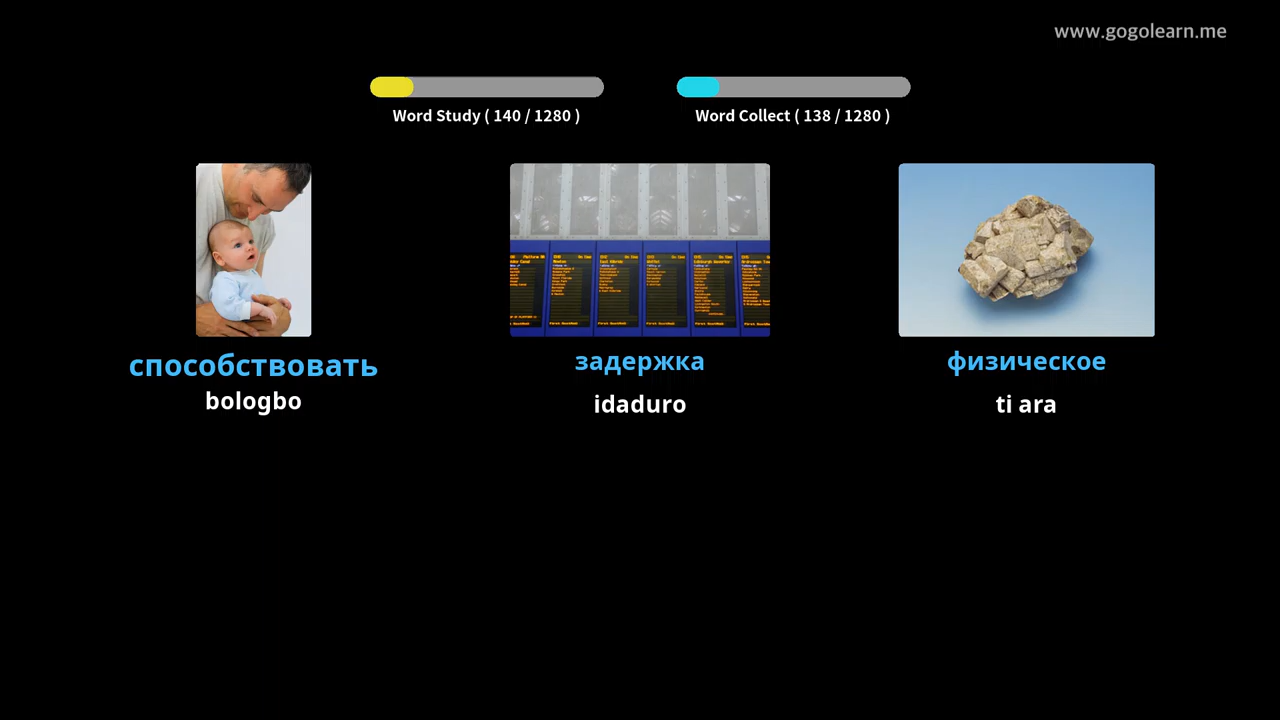 www.gogolearn.me
Word Study ( 140 / 1280 )
Word Collect ( 138 / 1280 )
способствовать
bologbo
задержка
idaduro
физическое
ti ara